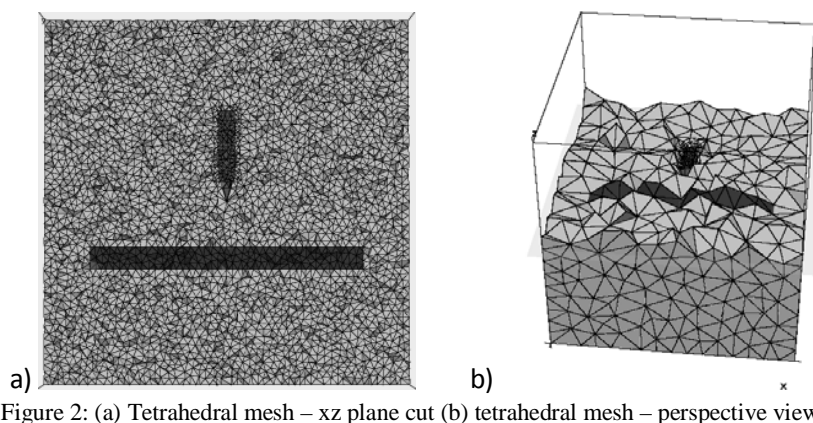 a)
b)
x
Figure 2: (a) Tetrahedral mesh – xz plane cut (b) tetrahedral mesh – perspective view